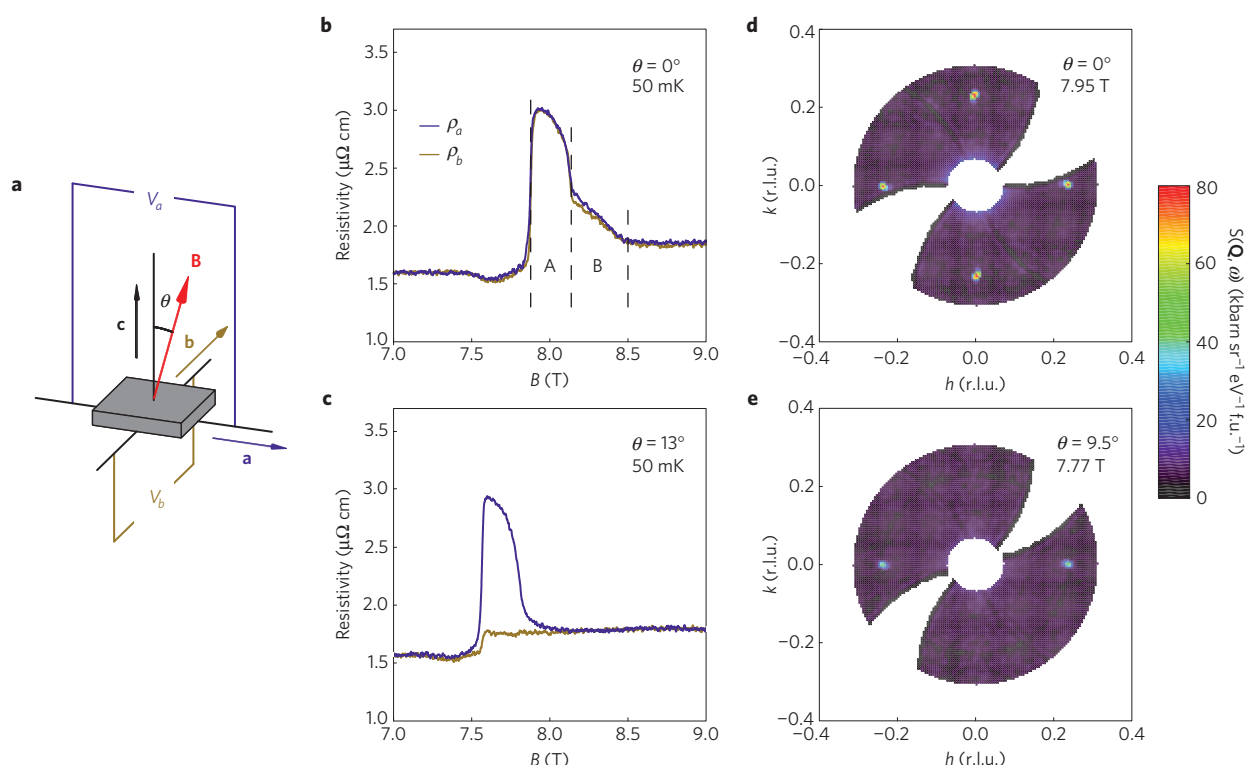 a
V_a
B
θ
c
b
a
V_b
b
3.5
3.0
2.5
2.0
1.5
1.0
Resistivity (μΩ cm)
θ = 0°
50 mK
ρ_a
ρ_b
A
B
7.0
7.5
8.0
8.5
9.0
B (T)
c
3.5
3.0
2.5
2.0
1.5
1.0
Resistivity (μΩ cm)
θ = 13°
50 mK
7.0
7.5
8.0
8.5
9.0
B (T)
d
0.4
0.2
0.0
−0.2
−0.4
k (r.l.u.)
θ = 0°
7.95 T
−0.4
−0.2
0.0
0.2
0.4
h (r.l.u.)
e
0.4
0.2
0.0
−0.2
−0.4
k (r.l.u.)
θ = 9.5°
7.77 T
−0.4
−0.2
0.0
0.2
0.4
h (r.l.u.)
80
60
40
20
0
S(Q, ω) (kbarn sr⁻¹ eV⁻¹ f.u.⁻¹)